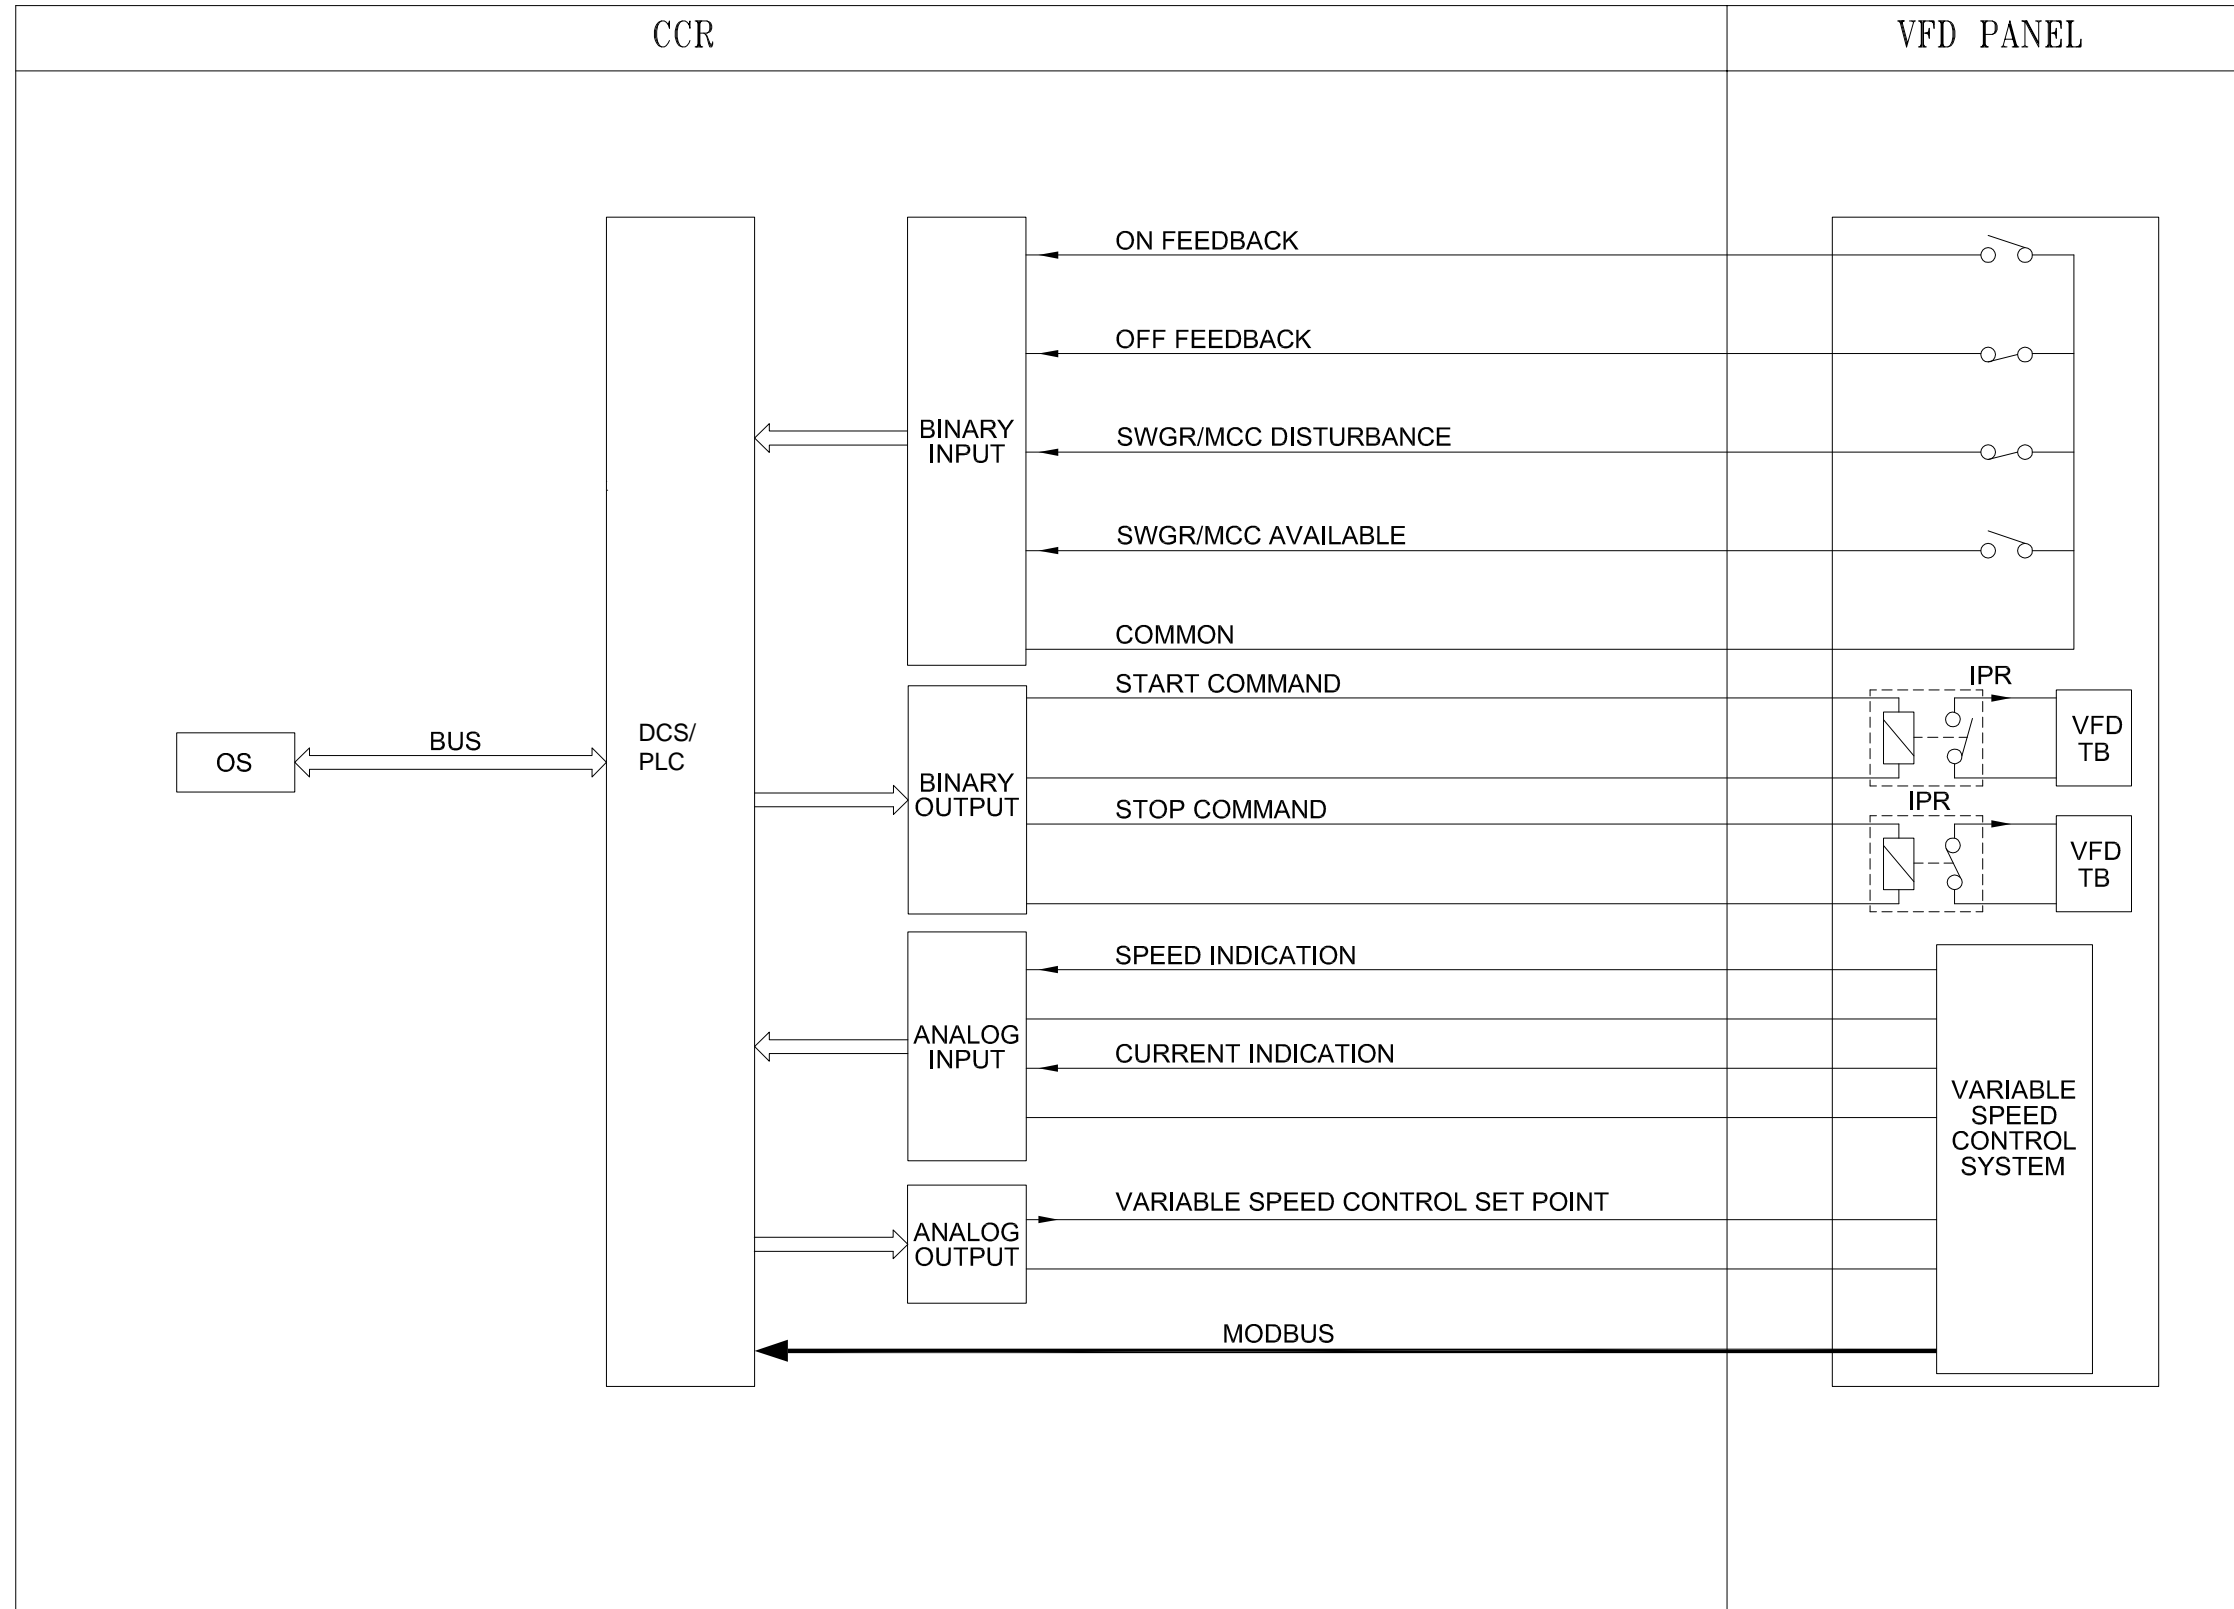 CCR
VFD PANEL
ON FEEDBACK
OFF FEEDBACK
BINARY
INPUT
SWGR/MCC DISTURBANCE
SWGR/MCC AVAILABLE
COMMON
START COMMAND
IPR
VFD
TB
OS
BUS
DCS/
PLC
BINARY
OUTPUT
STOP COMMAND
IPR
VFD
TB
SPEED INDICATION
ANALOG
INPUT
CURRENT INDICATION
VARIABLE
SPEED
CONTROL
SYSTEM
VARIABLE SPEED CONTROL SET POINT
ANALOG
OUTPUT
MODBUS